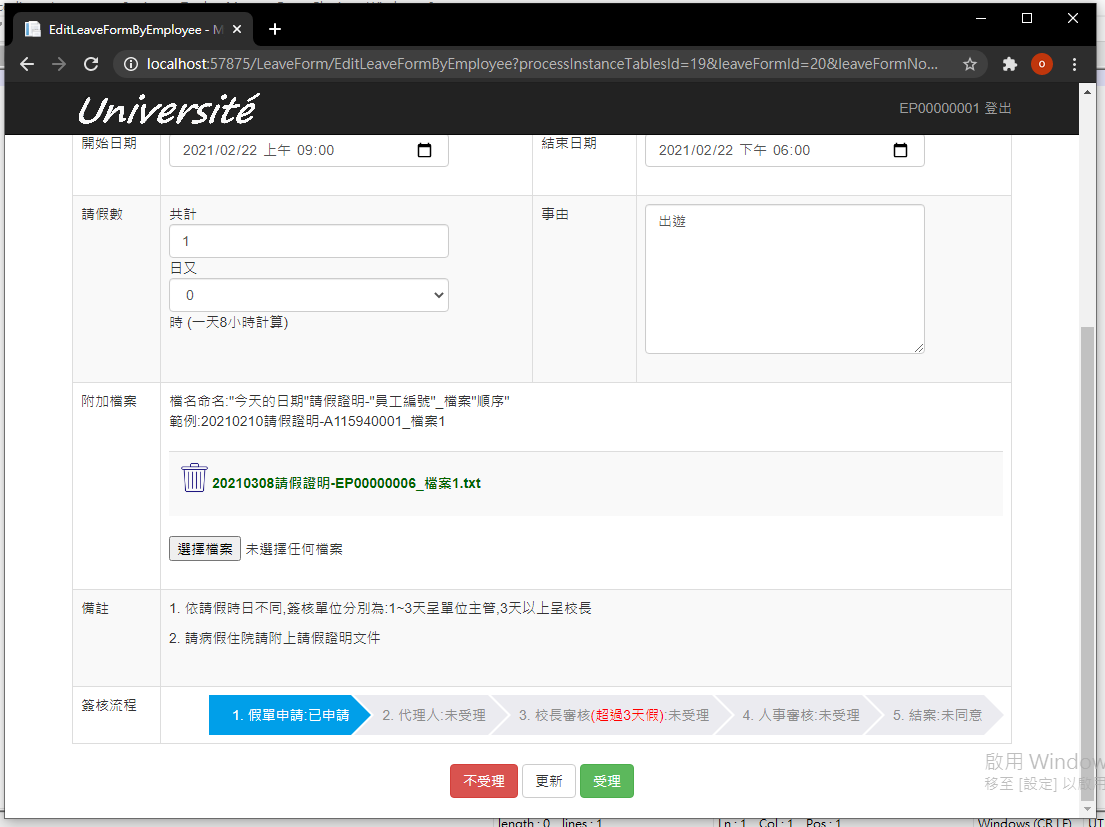 EditLeaveFormByEmployee - M
localhost:57875/LeaveForm/EditLeaveFormByEmployee?processInstanceTablesId=19&leaveFormId=20&leaveFormNo...
O
Université
EP00000001 登出
開始日期
2021/02/22 上午 09:00
結束日期
2021/02/22 下午 06:00
請假數
共計
1
日又
0
時 (一天8小時計算)
事由
出遊
附加檔案
檔名命名:"今天的日期"請假證明-"員工編號"_檔案"順序"
範例:20210210請假證明-A115940001_檔案1
20210308請假證明-EP00000006_檔案1.txt
選擇檔案 未選擇任何檔案
備註
1. 依請假時日不同,簽核單位分別為:1~3天呈單位主管,3天以上呈校長
2. 請病假住院請附上請假證明文件
簽核流程
1. 假單申請:已申請
2. 代理人:未受理
3. 校長審核(超過3天假):未受理
4. 人事審核:未受理
5. 結案:未同意
不受理
更新
受理
啟用 Window
移至 [設定] 以啟用
length : 0 lines : 1
Ln : 1 Col : 1 Pos : 1
Windows (CR LF)
UT